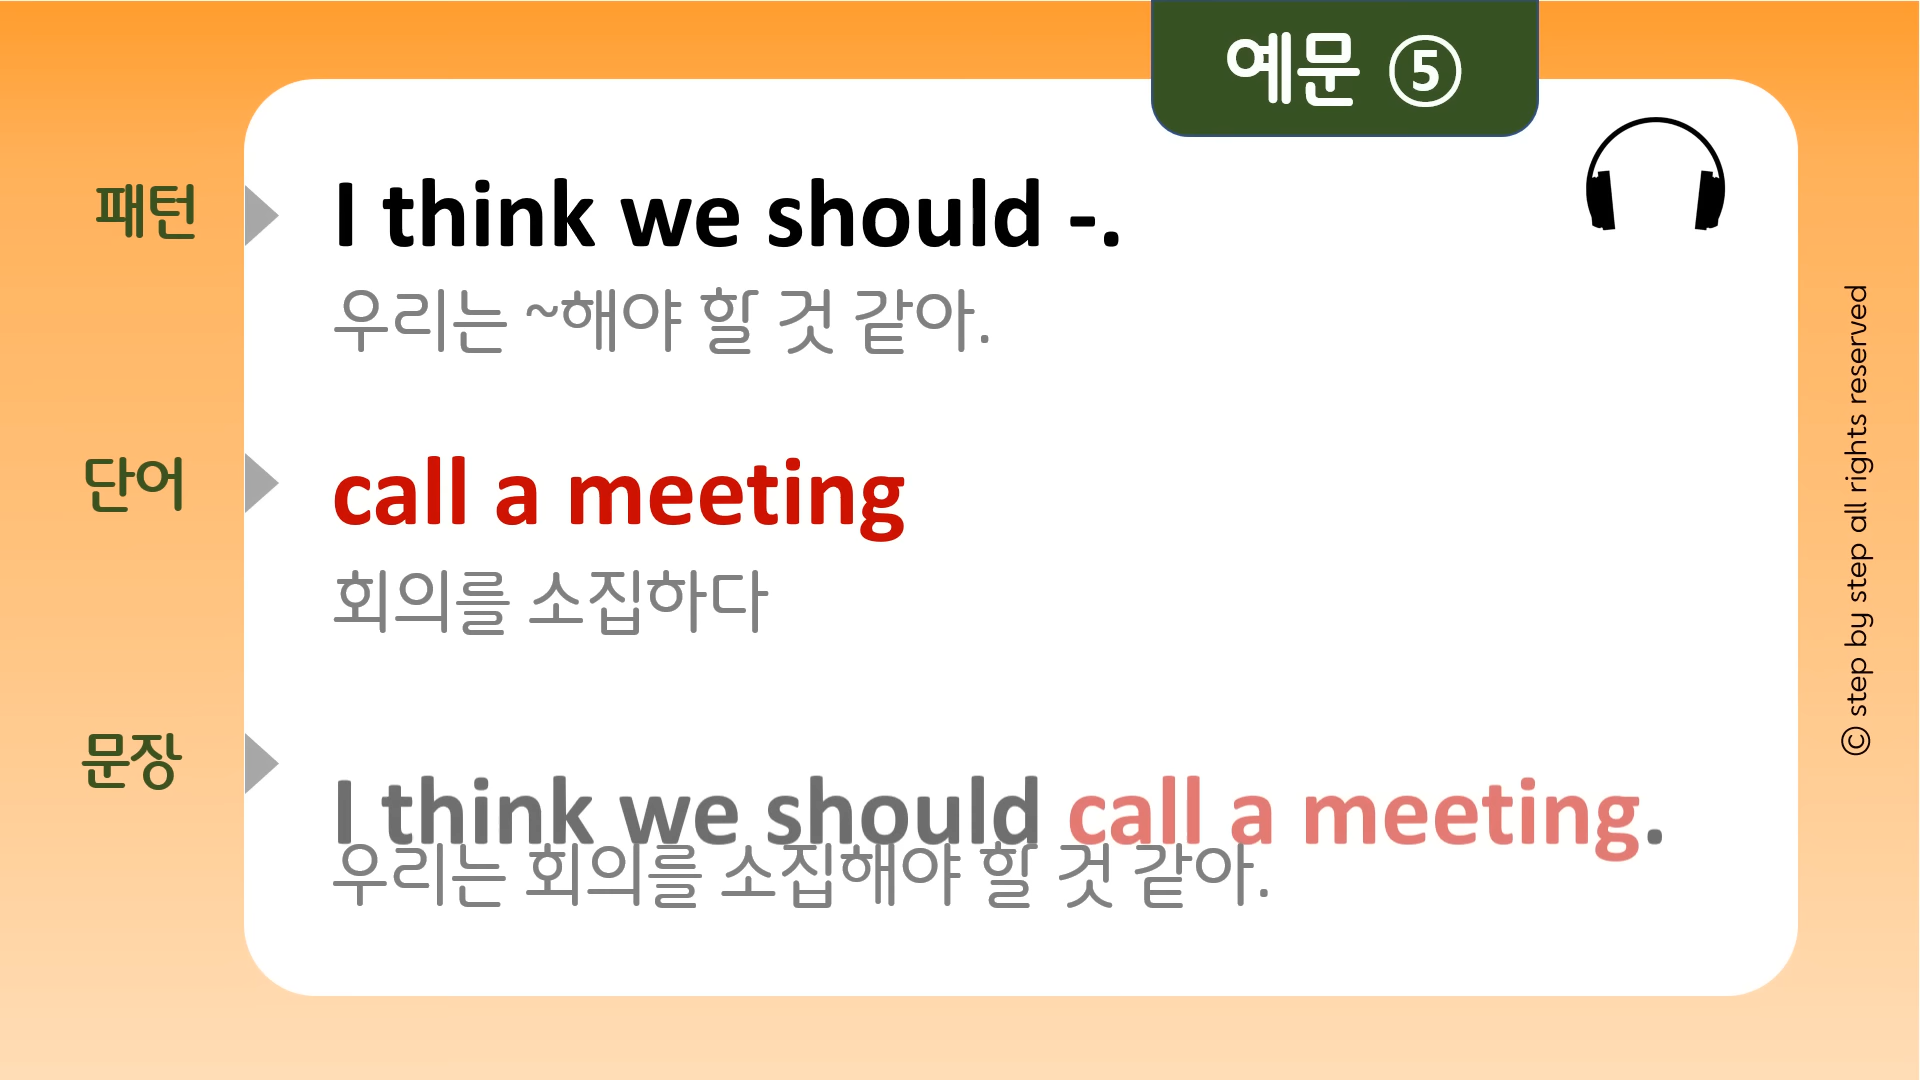 예문 ⑤
패턴
I think we should -.
우리는 ~해야 할 것 같아.
단어
call a meeting
회의를 소집하다
문장
I think we should call a meeting.
우리는 회의를 소집해야 할 것 같아.
© step by step all rights reserved